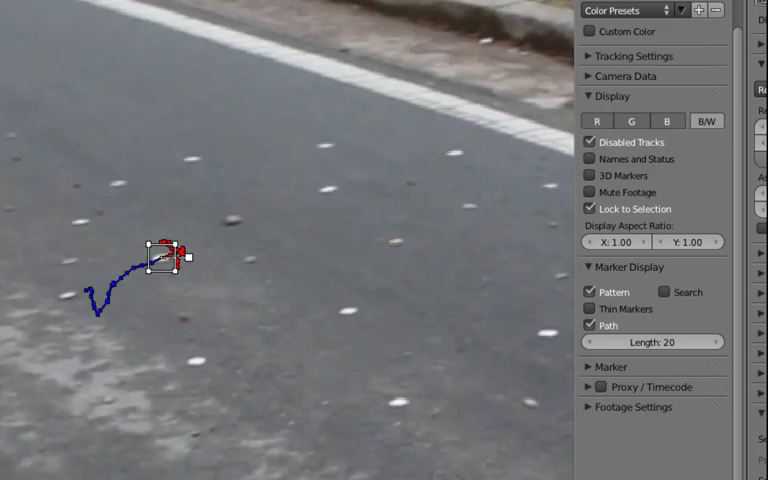 Color Presets
Custom Color
Tracking Settings
Camera Data
Display
R G B B/W
Disabled Tracks
Names and Status
3D Markers
Mute Footage
Lock to Selection
Display Aspect Ratio:
X: 1.00 Y: 1.00
Marker Display
Pattern Search
Thin Markers
Path
Length: 20
Marker
Proxy / Timecode
Footage Settings